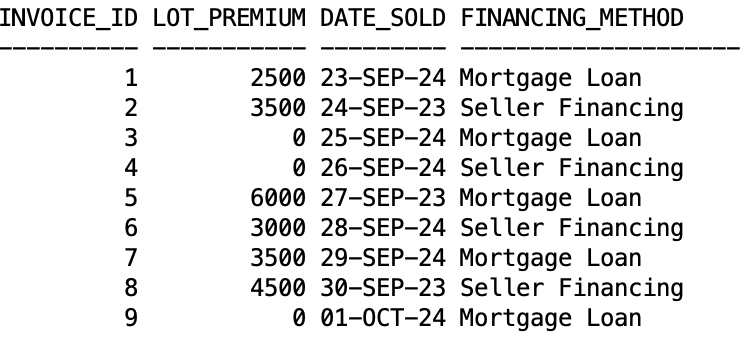 INVOICE_ID LOT_PREMIUM DATE_SOLD FINANCING_METHOD
---------- ----------- --------- --------------------
         1        2500 23-SEP-24 Mortgage Loan
         2        3500 24-SEP-23 Seller Financing
         3           0 25-SEP-24 Mortgage Loan
         4           0 26-SEP-24 Seller Financing
         5        6000 27-SEP-23 Mortgage Loan
         6        3000 28-SEP-24 Seller Financing
         7        3500 29-SEP-24 Mortgage Loan
         8        4500 30-SEP-23 Seller Financing
         9           0 01-OCT-24 Mortgage Loan